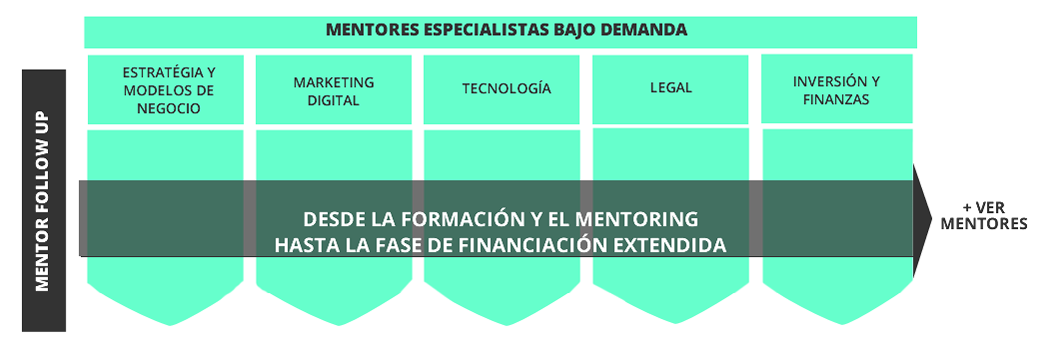 MENTORES ESPECIALISTAS BAJO DEMANDA
ESTRATÉGIA Y
MODELOS DE
NEGOCIO
MARKETING
DIGITAL
TECNOLOGÍA
LEGAL
INVERSIÓN Y
FINANZAS
MENTOR FOLLOW UP
DESDE LA FORMACIÓN Y EL MENTORING
HASTA LA FASE DE FINANCIACIÓN EXTENDIDA
+ VER
MENTORES